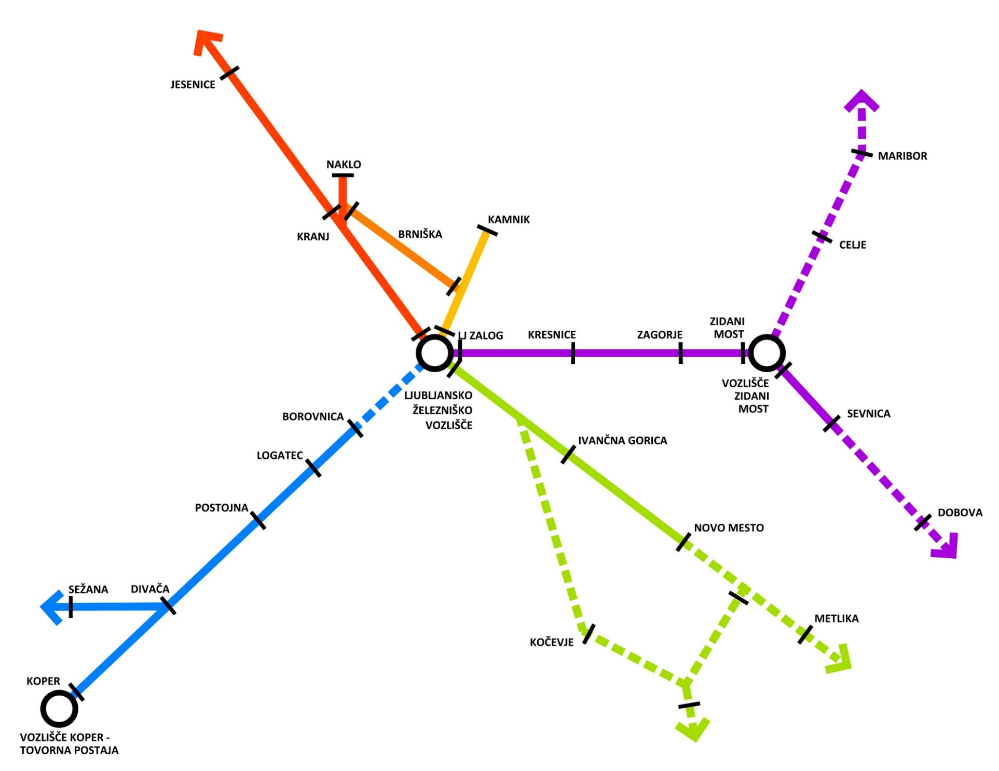 JESENICE
MARIBOR
NAKLO
KAMNIK
BRNIŠKA
KRANJ
CELJE
ZIDANI
MOST
LJ ZALOG
KRESNICE
ZAGORJE
VOZLIŠČE
ZIDANI
MOST
LJUBLJANSKO
ŽELEZNIŠKO
VOZLIŠČE
BOROVNICA
SEVNICA
IVANČNA GORICA
LOGATEC
POSTOJNA
DOBOVA
NOVO MESTO
SEŽANA
DIVAČA
METLIKA
KOČEVJE
KOPER
VOZLIŠČE KOPER -
TOVORNA POSTAJA